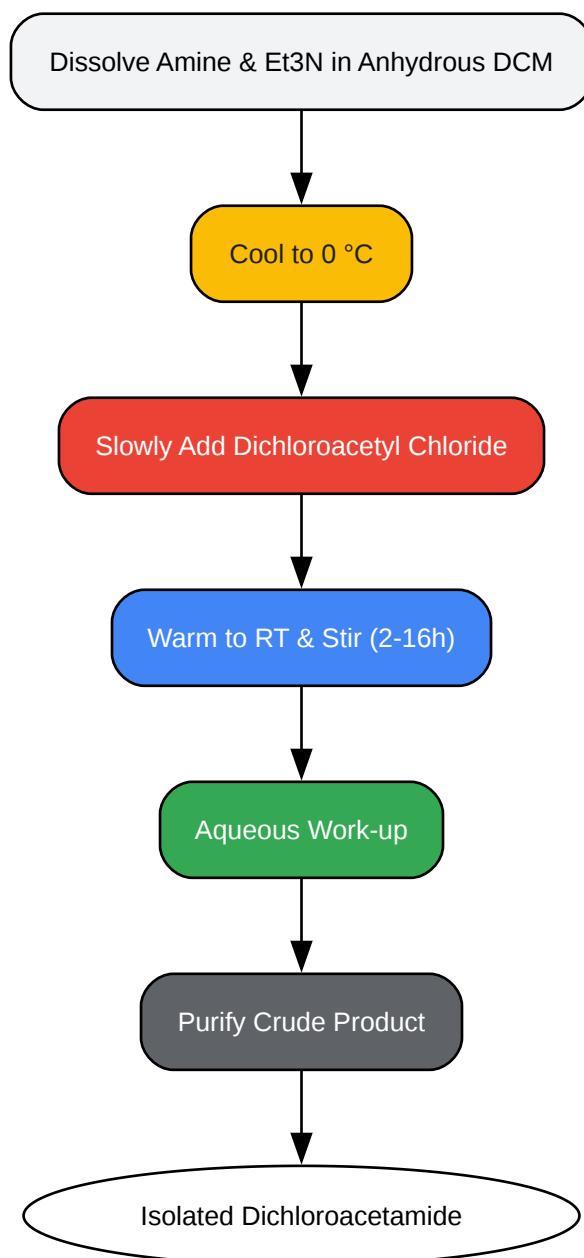 Dissolve Amine & Et3N in Anhydrous DCM
Cool to 0 °C
Slowly Add Dichloroacetyl Chloride
Warm to RT & Stir (2-16h)
Aqueous Work-up
Purify Crude Product
Isolated Dichloroacetamide